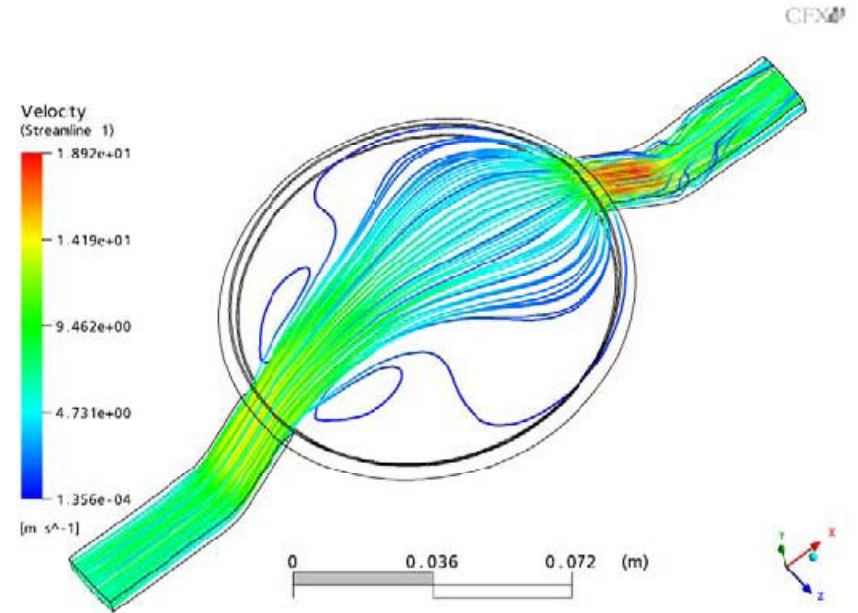 CFX
Velocity
(Streamline 1)
1.892e+01
1.419e+01
9.462e+00
4.731e+00
1.356e-04
[m s^-1]
0 0.036 0.072 (m)
Y X
Z